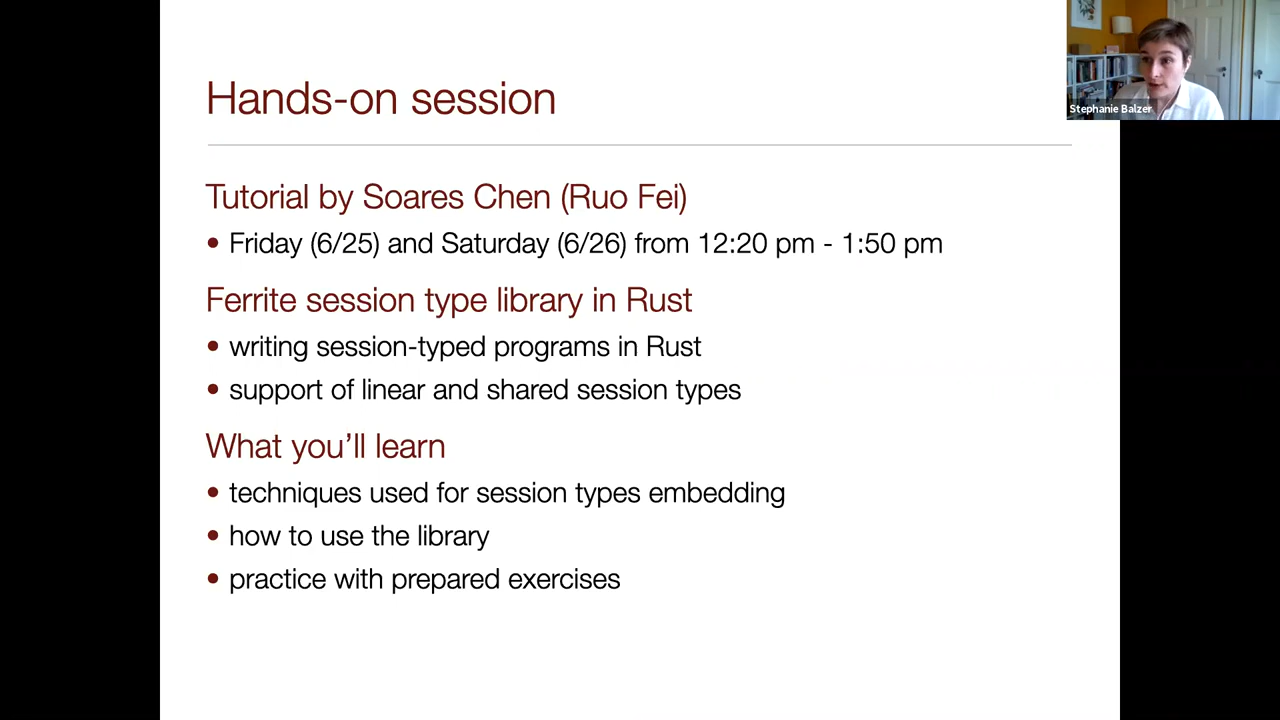 Hands-on session
Stephanie Balzer
Tutorial by Soares Chen (Ruo Fei)
• Friday (6/25) and Saturday (6/26) from 12:20 pm - 1:50 pm
Ferrite session type library in Rust
• writing session-typed programs in Rust
• support of linear and shared session types
What you’ll learn
• techniques used for session types embedding
• how to use the library
• practice with prepared exercises